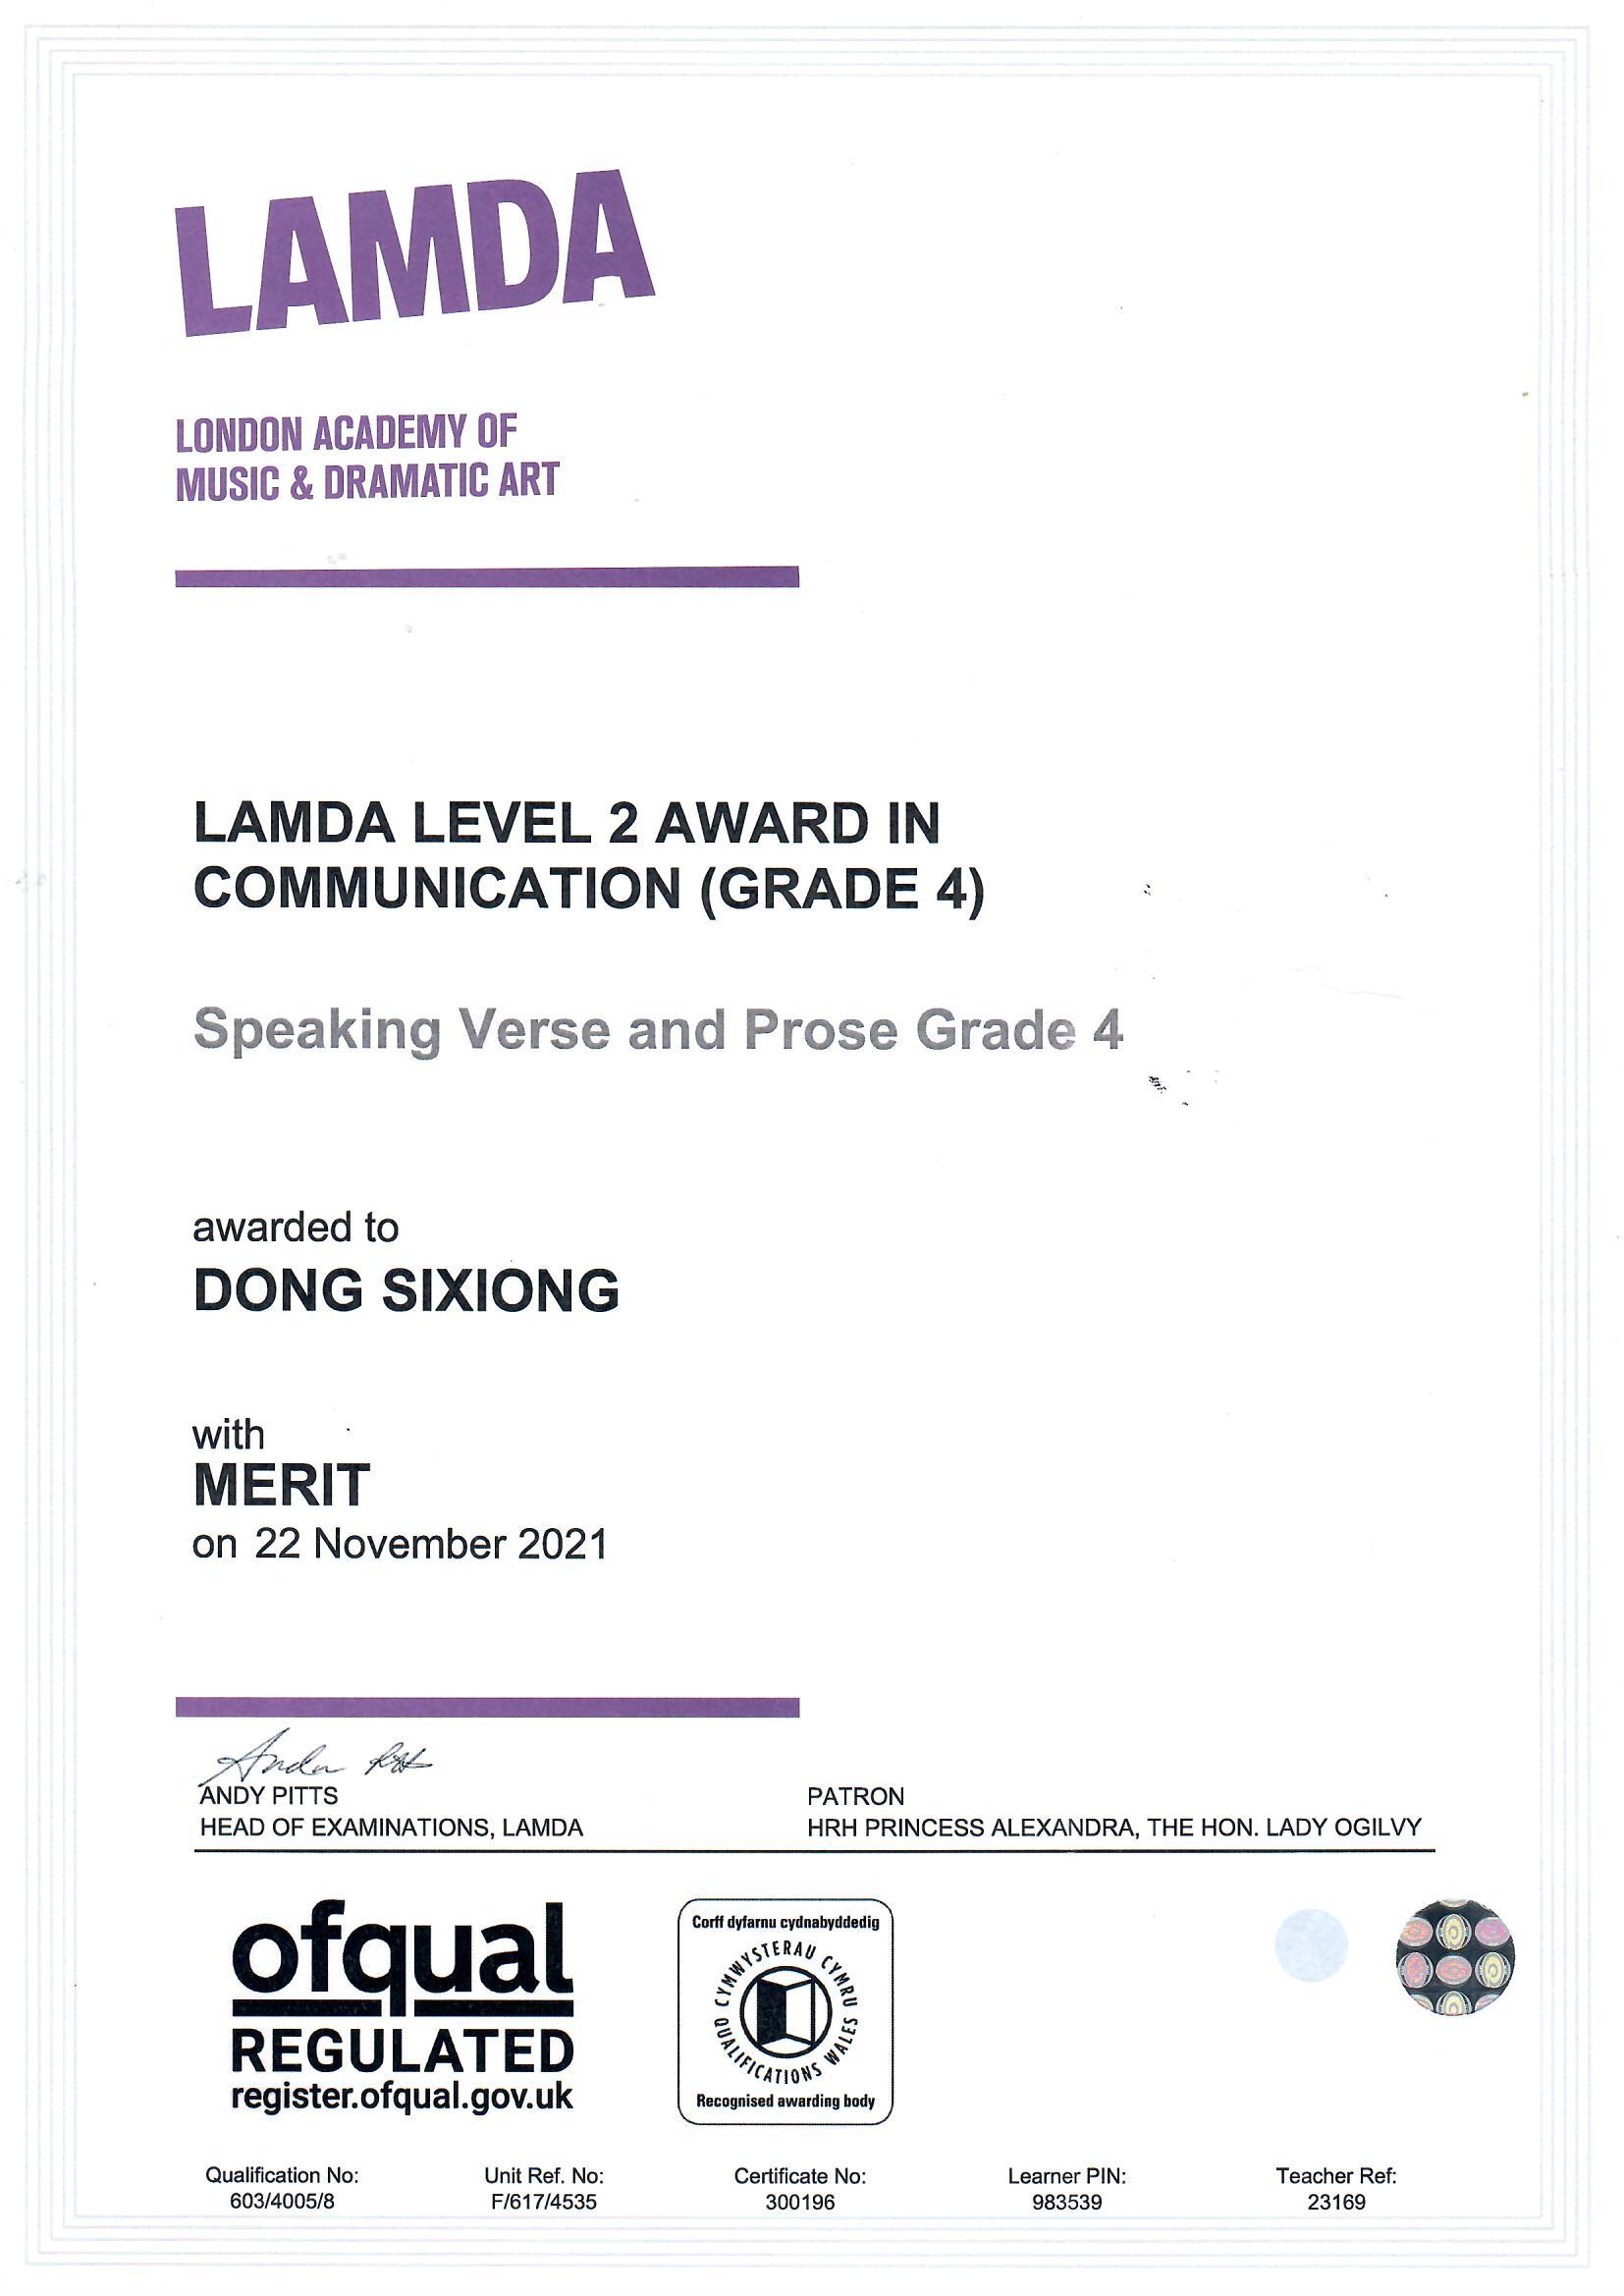 LAMDA
LONDON ACADEMY OF
MUSIC & DRAMATIC ART
LAMDA LEVEL 2 AWARD IN
COMMUNICATION (GRADE 4)
Speaking Verse and Prose Grade 4
awarded to
DONG SIXIONG
with
MERIT
on 22 November 2021
ANDY PITTS
HEAD OF EXAMINATIONS, LAMDA
PATRON
HRH PRINCESS ALEXANDRA, THE HON. LADY OGILVY
ofqual
REGULATED
register.ofqual.gov.uk
Corff dyfarnu cydnabyddedig
CYMWYSTERAU CYMRU
QUALIFICATIONS WALES
Recognised awarding body
Qualification No:
603/4005/8
Unit Ref. No:
F/617/4535
Certificate No:
300196
Learner PIN:
983539
Teacher Ref:
23169